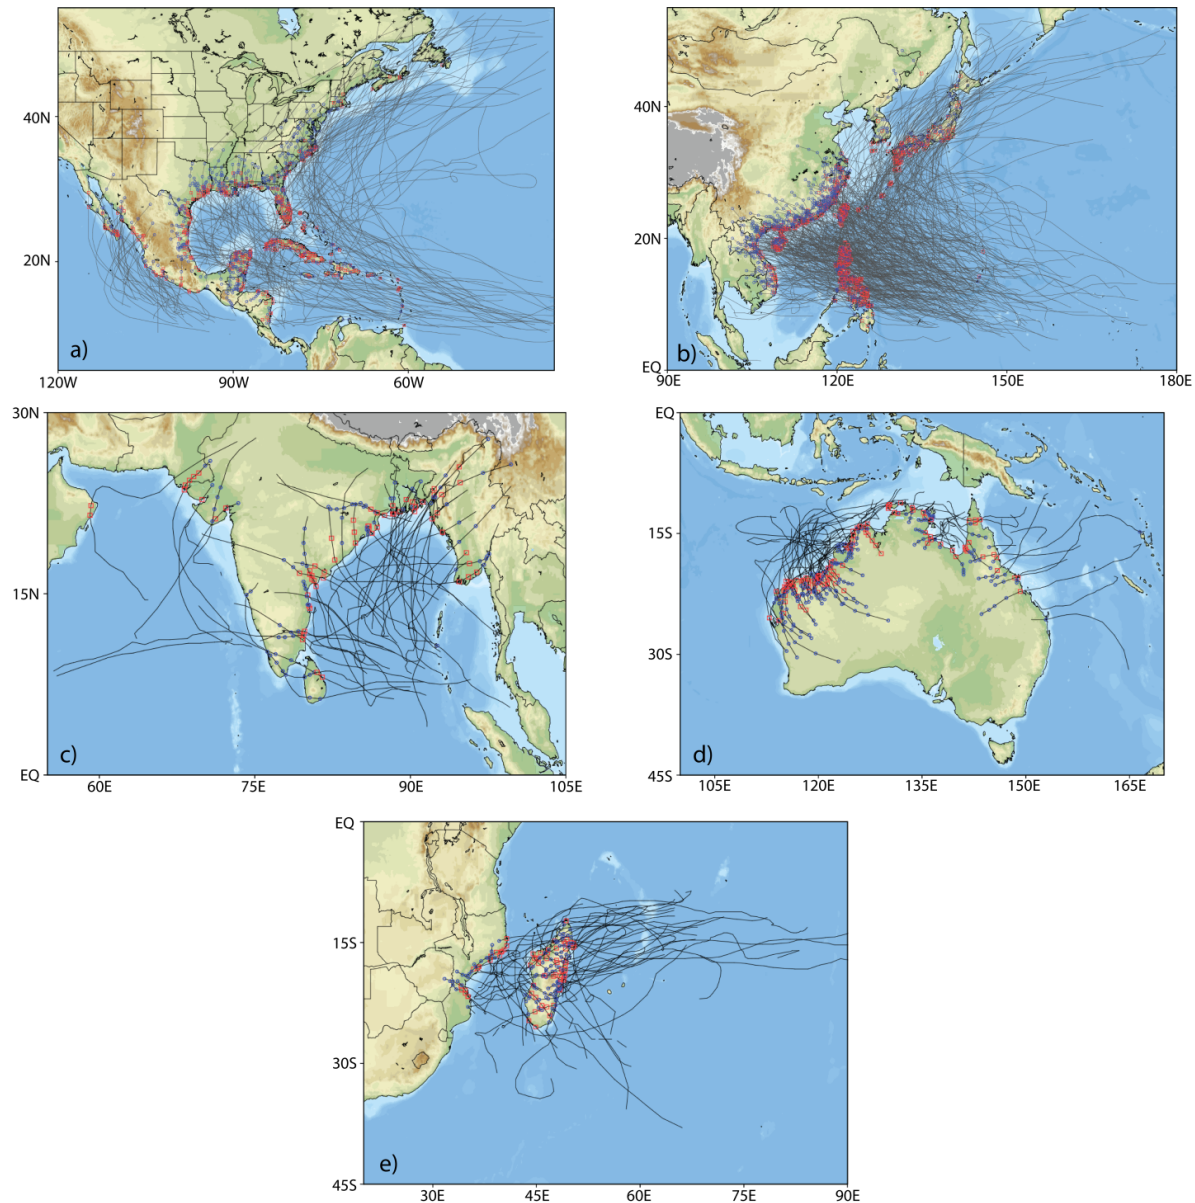 40N
20N
a)
120W 90W 60W
40N
20N
EQ
b)
90E 120E 150E 180E
30N
15N
EQ
c)
60E 75E 90E 105E
EQ
15S
30S
45S
d)
105E 120E 135E 150E 165E
EQ
15S
30S
45S
e)
30E 45E 60E 75E 90E